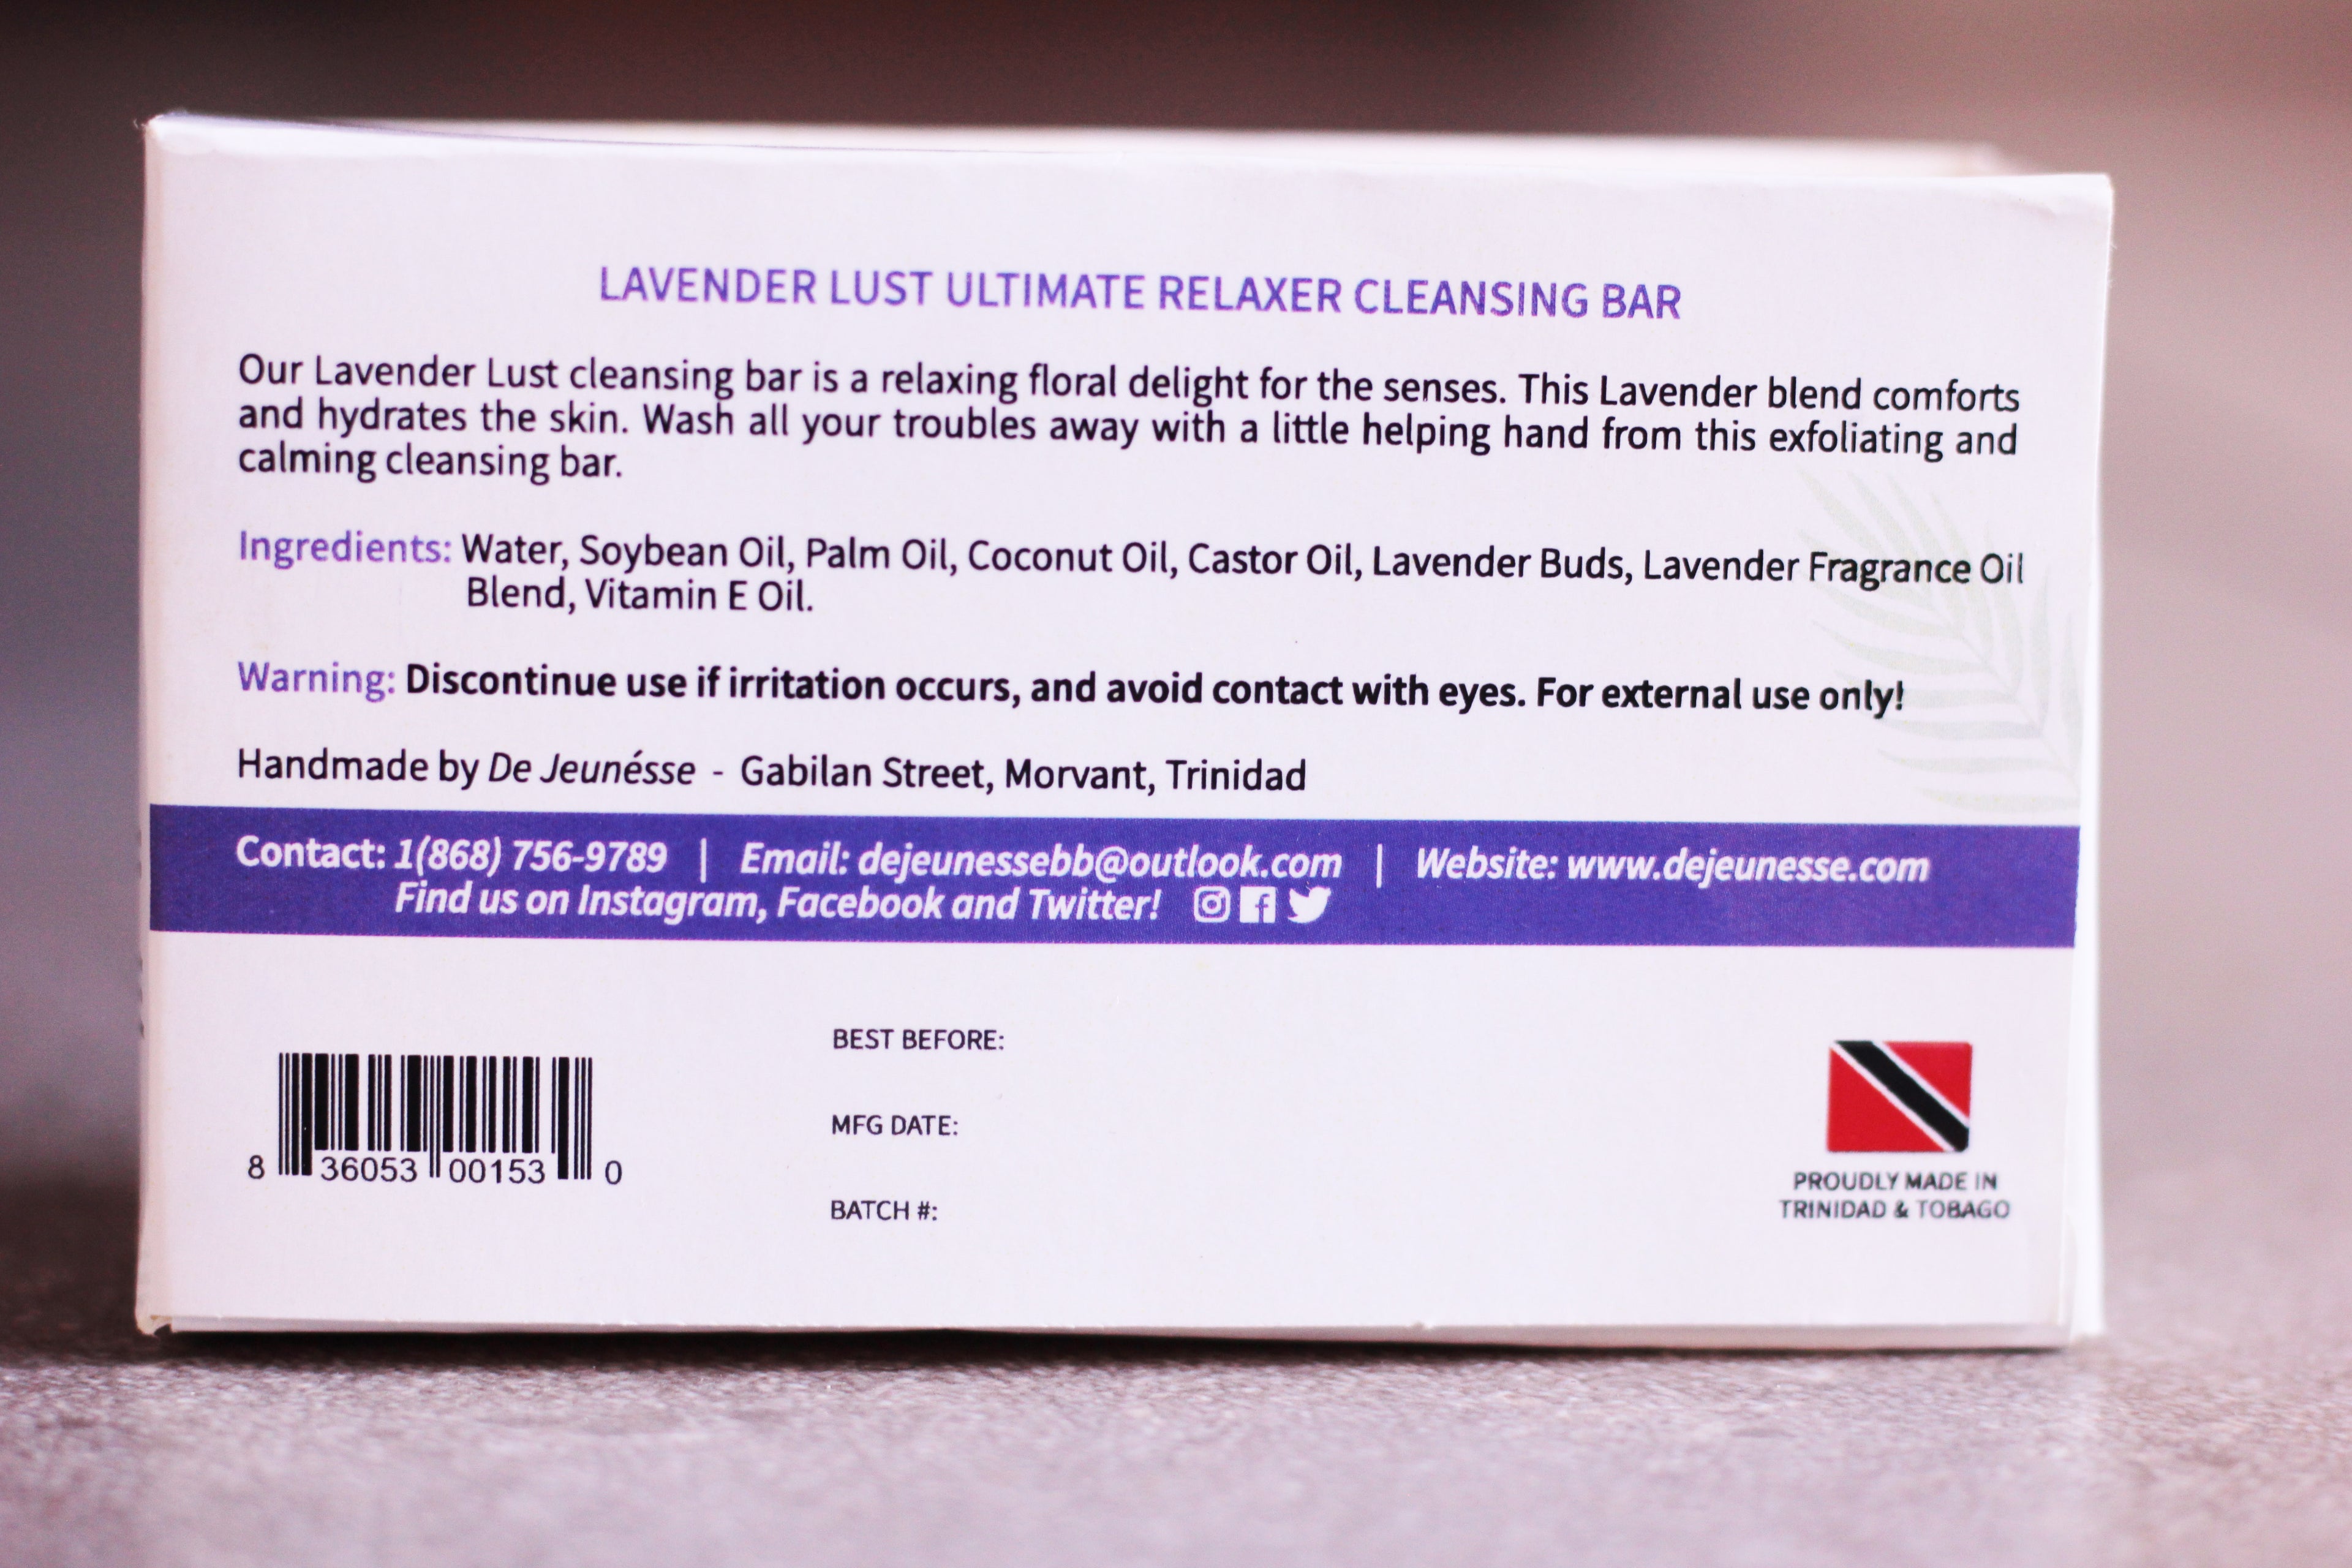 LAVENDER LUST ULTIMATE RELAXER CLEANSING BAR
Our Lavender Lust cleansing bar is a relaxing floral delight for the senses. This Lavender blend comforts
and hydrates the skin. Wash all your troubles away with a little helping hand from this exfoliating and
calming cleansing bar.
Ingredients: Water, Soybean Oil, Palm Oil, Coconut Oil, Castor Oil, Lavender Buds, Lavender Fragrance Oil
Blend, Vitamin E Oil.
Warning: Discontinue use if irritation occurs, and avoid contact with eyes. For external use only!
Handmade by De Jeunésse - Gabilan Street, Morvant, Trinidad
Contact: 1(868) 756-9789 | Email: dejeunessebb@outlook.com | Website: www.dejeunesse.com
Find us on Instagram, Facebook and Twitter!
BEST BEFORE:
MFG DATE:
BATCH #:
8 36053 00153 0
PROUDLY MADE IN
TRINIDAD & TOBAGO